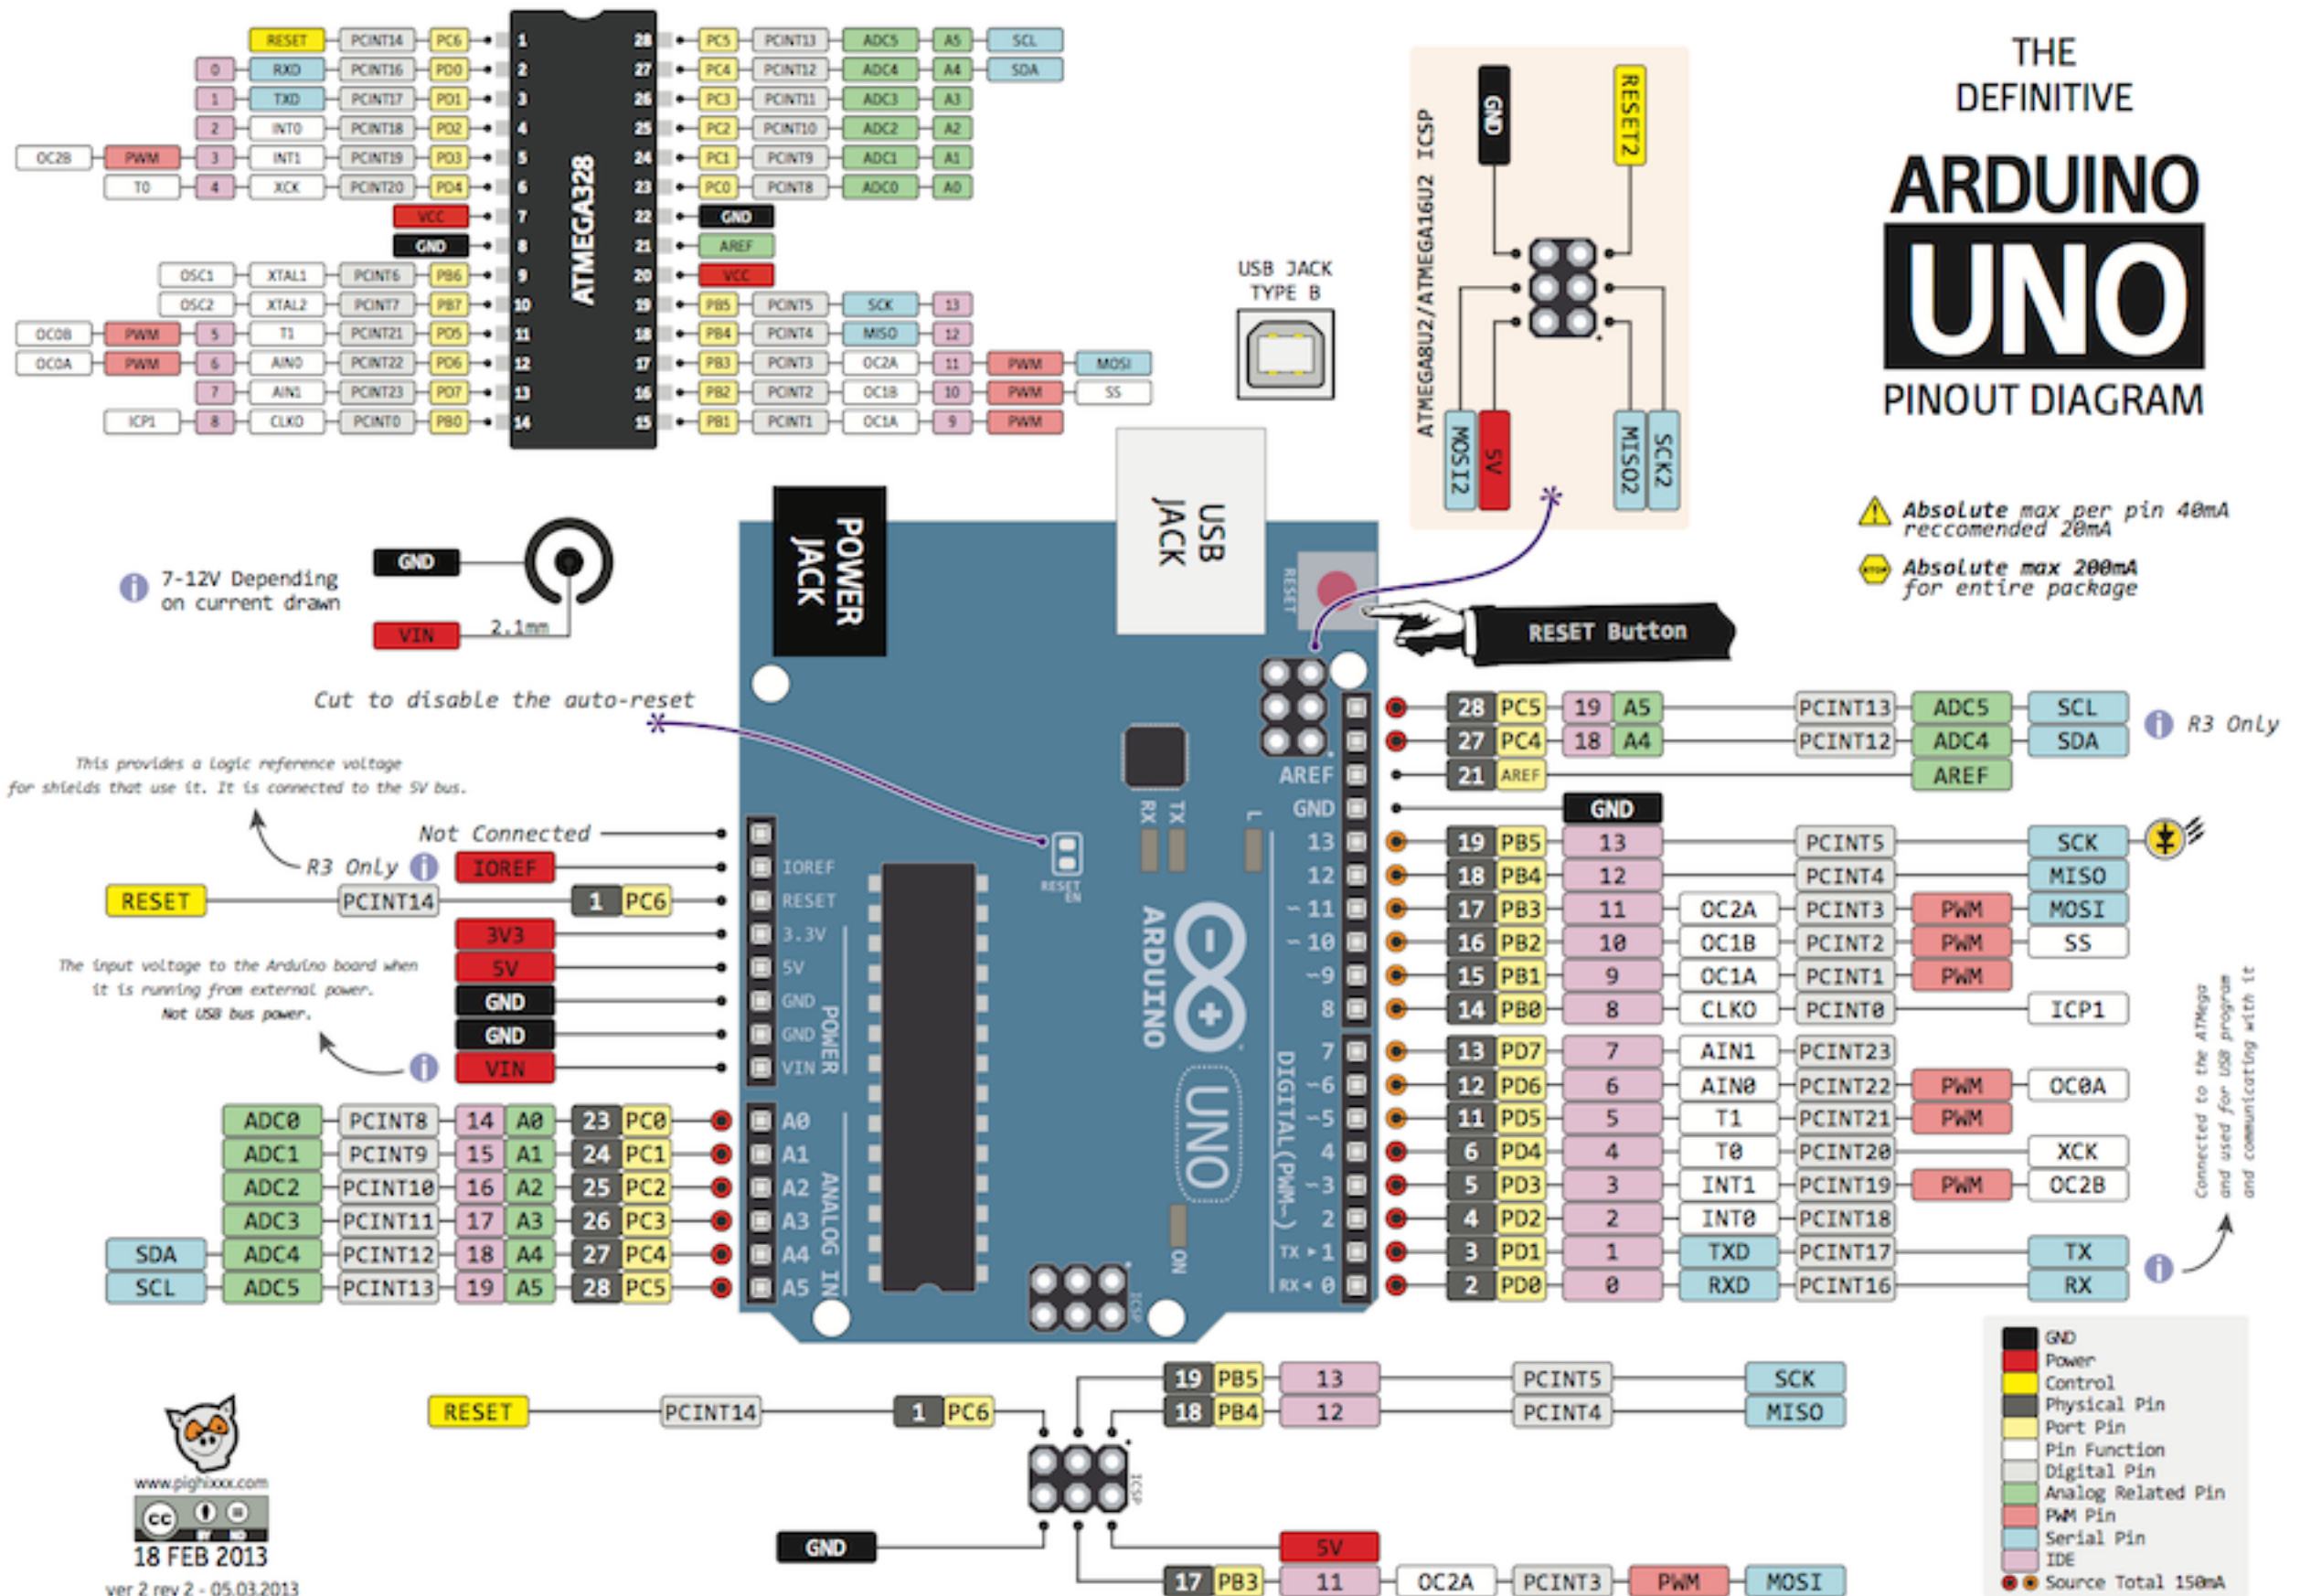 RESET PCINT14 PC6 1
0 RXD PCINT16 PD0 2
1 TXD PCINT17 PD1 3
2 INT0 PCINT18 PD2 4
OC2B PWM 3 INT1 PCINT19 PD3 5
T0 4 XCK PCINT20 PD4 6
VCC 7
GND 8
OSC1 XTAL1 PCINT6 PB6 9
OSC2 XTAL2 PCINT7 PB7 10
OC0B PWM 5 T1 PCINT21 PD5 11
OC0A PWM 6 AIN0 PCINT22 PD6 12
7 AIN1 PCINT23 PD7 13
ICP1 8 CLKO PCINT0 PB0 14
ATMEGA328
28 PC5 PCINT13 ADC5 A5 SCL
27 PC4 PCINT12 ADC4 A4 SDA
26 PC3 PCINT11 ADC3 A3
25 PC2 PCINT10 ADC2 A2
24 PC1 PCINT9 ADC1 A1
23 PC0 PCINT8 ADC0 A0
22 GND
21 AREF
20 VCC
19 PB5 PCINT5 SCK 13
18 PB4 PCINT4 MISO 12
17 PB3 PCINT3 OC2A 11 PWM MOSI
16 PB2 PCINT2 OC1B 10 PWM SS
15 PB1 PCINT1 OC1A 9 PWM
USB JACK
TYPE B
ATMEGA8U2/ATMEGA16U2 ICSP
GND
RESET2
MOSI2
5V
MISO2
SCK2
THE
DEFINITIVE
ARDUINO
UNO
PINOUT DIAGRAM
Absolute max per pin 40mA
reccomended 20mA
STOP
Absolute max 200mA
for entire package
GND
7-12V Depending
on current drawn
VIN
2.1mm
POWER
JACK
USB
JACK
RESET
RESET Button
Cut to disable the auto-reset
This provides a logic reference voltage
for shields that use it. It is connected to the 5V bus.
Not Connected
R3 Only IOREF
RESET PCINT14 1 PC6
3V3
5V
GND
GND
VIN
The input voltage to the Arduino board when
it is running from external power.
Not USB bus power.
ADC0 PCINT8 14 A0 23 PC0
ADC1 PCINT9 15 A1 24 PC1
ADC2 PCINT10 16 A2 25 PC2
ADC3 PCINT11 17 A3 26 PC3
SDA ADC4 PCINT12 18 A4 27 PC4
SCL ADC5 PCINT13 19 A5 28 PC5
IOREF
RESET
3.3V
5V
GND
GND
VIN
POWER
A0
A1
A2
A3
A4
A5
ANALOG IN
RESET
EN
RX
TX
L
ARDUINO
UNO
ON
ICSP
AREF
GND
13
12
~ 11
~ 10
~9
8
7
~6
~5
4
~3
2
TX ► 1
RX ◄ 0
DIGITAL(PWM~)
28 PC5 19 A5 PCINT13 ADC5 SCL
27 PC4 18 A4 PCINT12 ADC4 SDA
R3 Only
21 AREF AREF
GND
19 PB5 13 PCINT5 SCK
18 PB4 12 PCINT4 MISO
17 PB3 11 OC2A PCINT3 PWM MOSI
16 PB2 10 OC1B PCINT2 PWM SS
15 PB1 9 OC1A PCINT1 PWM
14 PB0 8 CLKO PCINT0 ICP1
13 PD7 7 AIN1 PCINT23
12 PD6 6 AIN0 PCINT22 PWM OC0A
11 PD5 5 T1 PCINT21 PWM
6 PD4 4 T0 PCINT20 XCK
5 PD3 3 INT1 PCINT19 PWM OC2B
4 PD2 2 INT0 PCINT18
3 PD1 1 TXD PCINT17 TX
2 PD0 0 RXD PCINT16 RX
Connected to the ATMega
and used for USB program
and communicating with it
RESET PCINT14 1 PC6
19 PB5 13 PCINT5 SCK
18 PB4 12 PCINT4 MISO
ICSP
GND
5V
17 PB3 11 OC2A PCINT3 PWM MOSI
www.pighixxx.com
cc
BY ND
18 FEB 2013
ver 2 rev 2 - 05.03.2013
GND
Power
Control
Physical Pin
Port Pin
Pin Function
Digital Pin
Analog Related Pin
PWM Pin
Serial Pin
IDE
Source Total 150mA